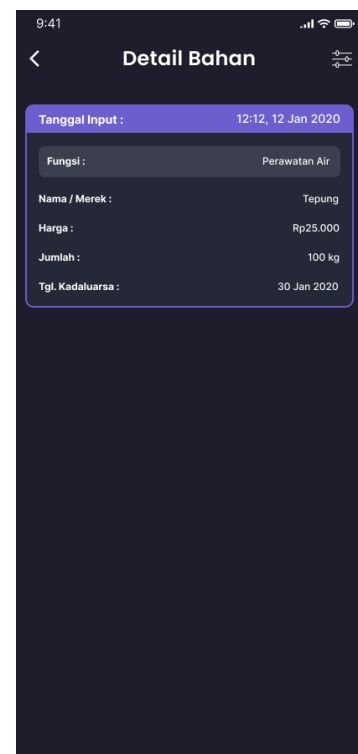 9:41
Detail Bahan
Tanggal Input : 12:12, 12 Jan 2020
Fungsi : Perawatan Air
Nama / Merek : Tepung
Harga : Rp25.000
Jumlah : 100 kg
Tgl. Kadaluarsa : 30 Jan 2020